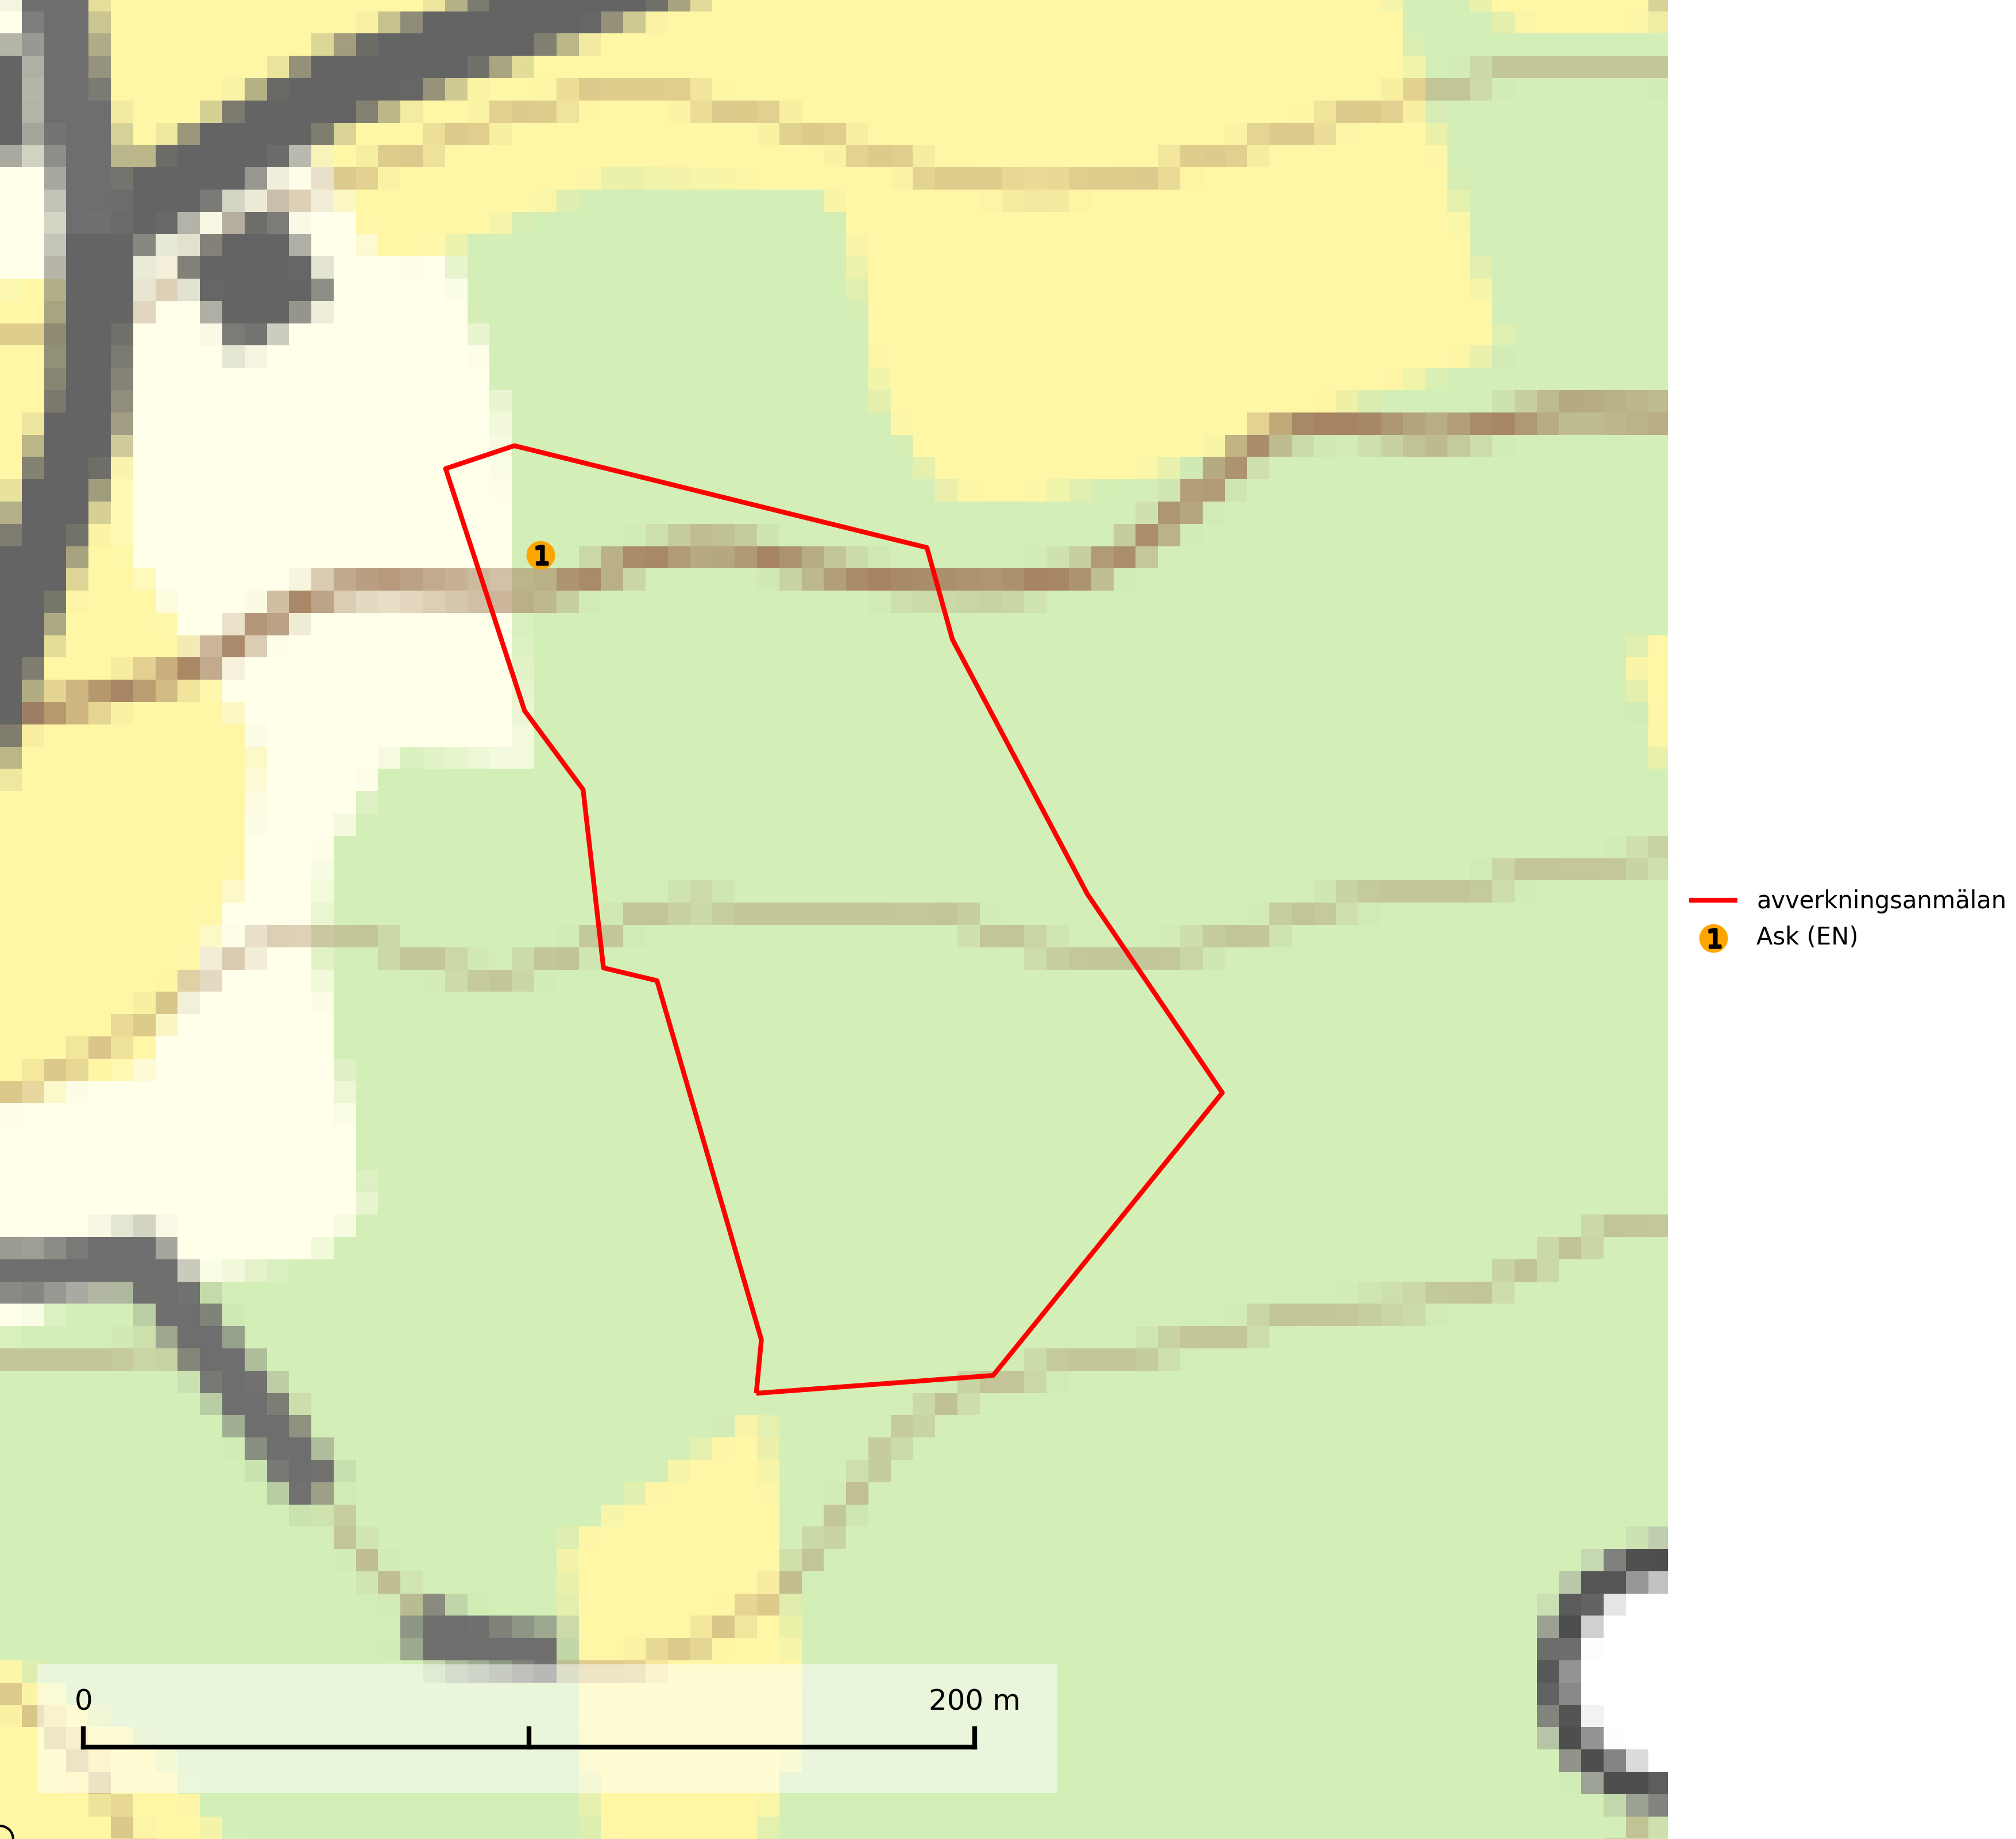 1
avverkningsanmälan
1 Ask (EN)
0 200 m